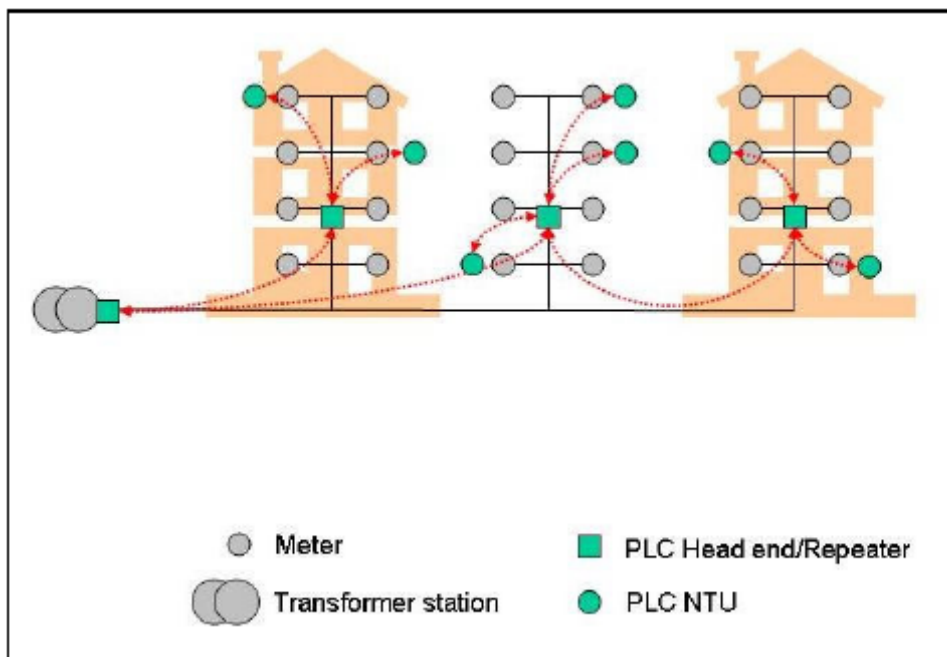 Meter
PLC Head end/Repeater
Transformer station
PLC NTU